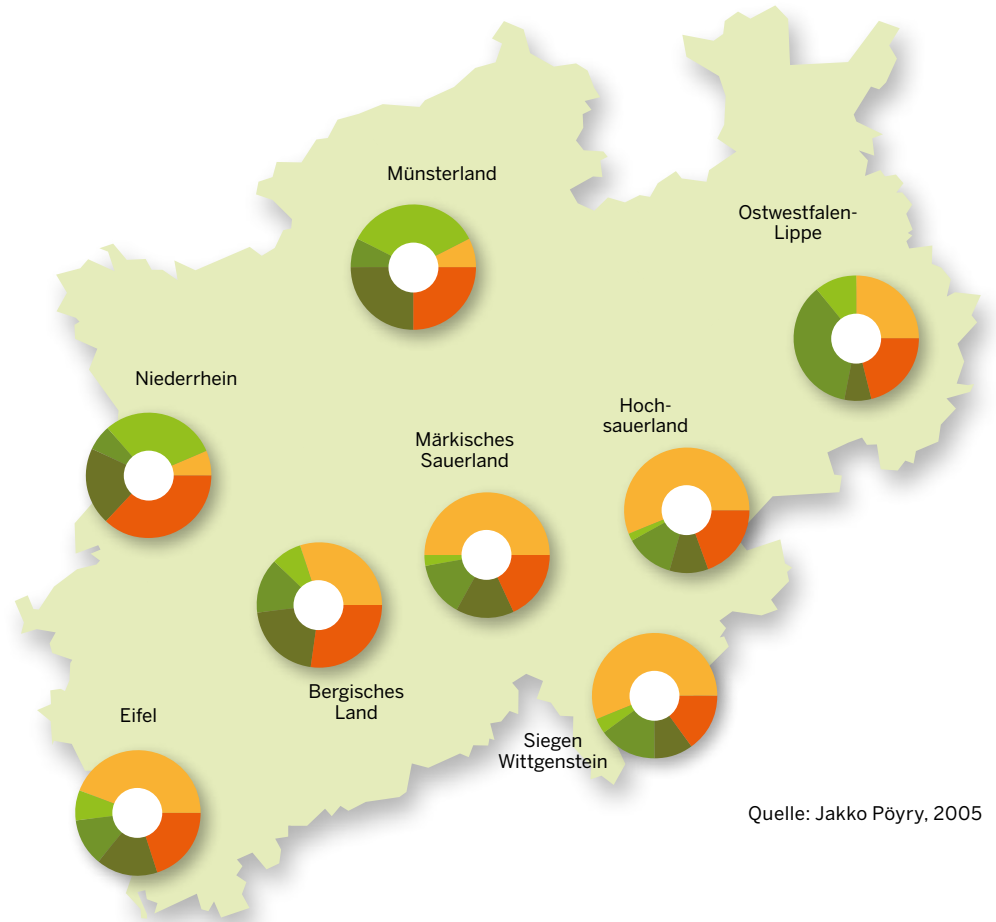 Münsterland
Ostwestfalen-
Lippe
Niederrhein
Hoch-
sauerland
Märkisches
Sauerland
Bergisches
Land
Eifel
Siegen
Wittgenstein
Quelle: Jakko Pöyry, 2005